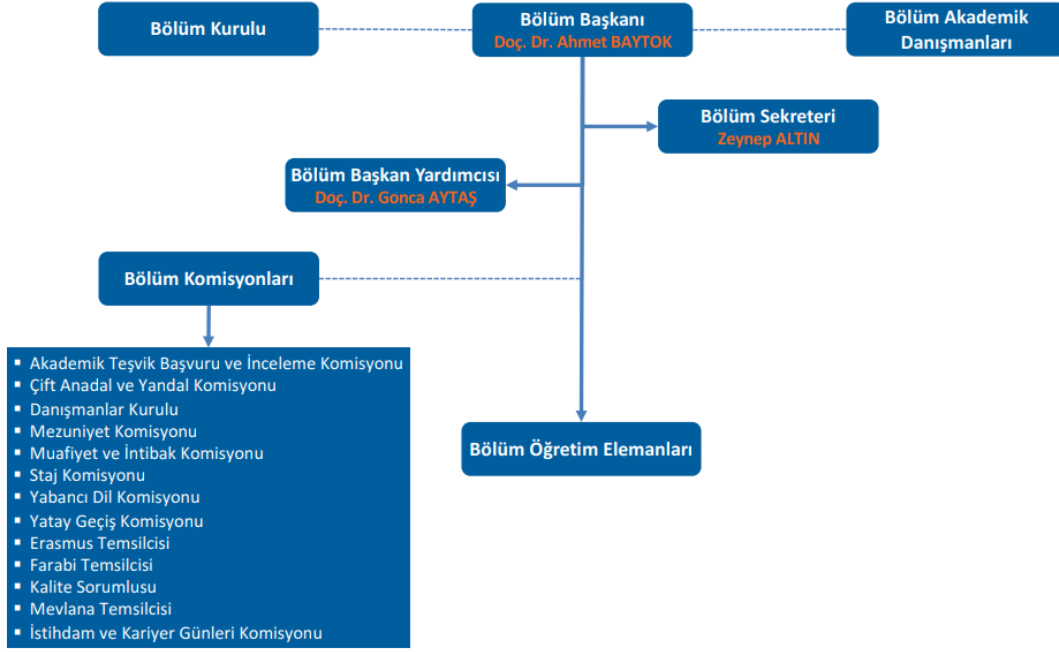 Bölüm Kurulu
Bölüm Başkanı
Doç. Dr. Ahmet BAYTOK
Bölüm Akademik
Danışmanları
Bölüm Sekreteri
Zeynep ALTIN
Bölüm Başkan Yardımcısı
Doç. Dr. Gonca AYTAŞ
Bölüm Komisyonları
▪ Akademik Teşvik Başvuru ve İnceleme Komisyonu
▪ Çift Anadal ve Yandal Komisyonu
▪ Danışmanlar Kurulu
▪ Mezuniyet Komisyonu
▪ Muafiyet ve İntibak Komisyonu
▪ Staj Komisyonu
▪ Yabancı Dil Komisyonu
▪ Yatay Geçiş Komisyonu
▪ Erasmus Temsilcisi
▪ Farabi Temsilcisi
▪ Kalite Sorumlusu
▪ Mevlana Temsilcisi
▪ İstihdam ve Kariyer Günleri Komisyonu
Bölüm Öğretim Elemanları